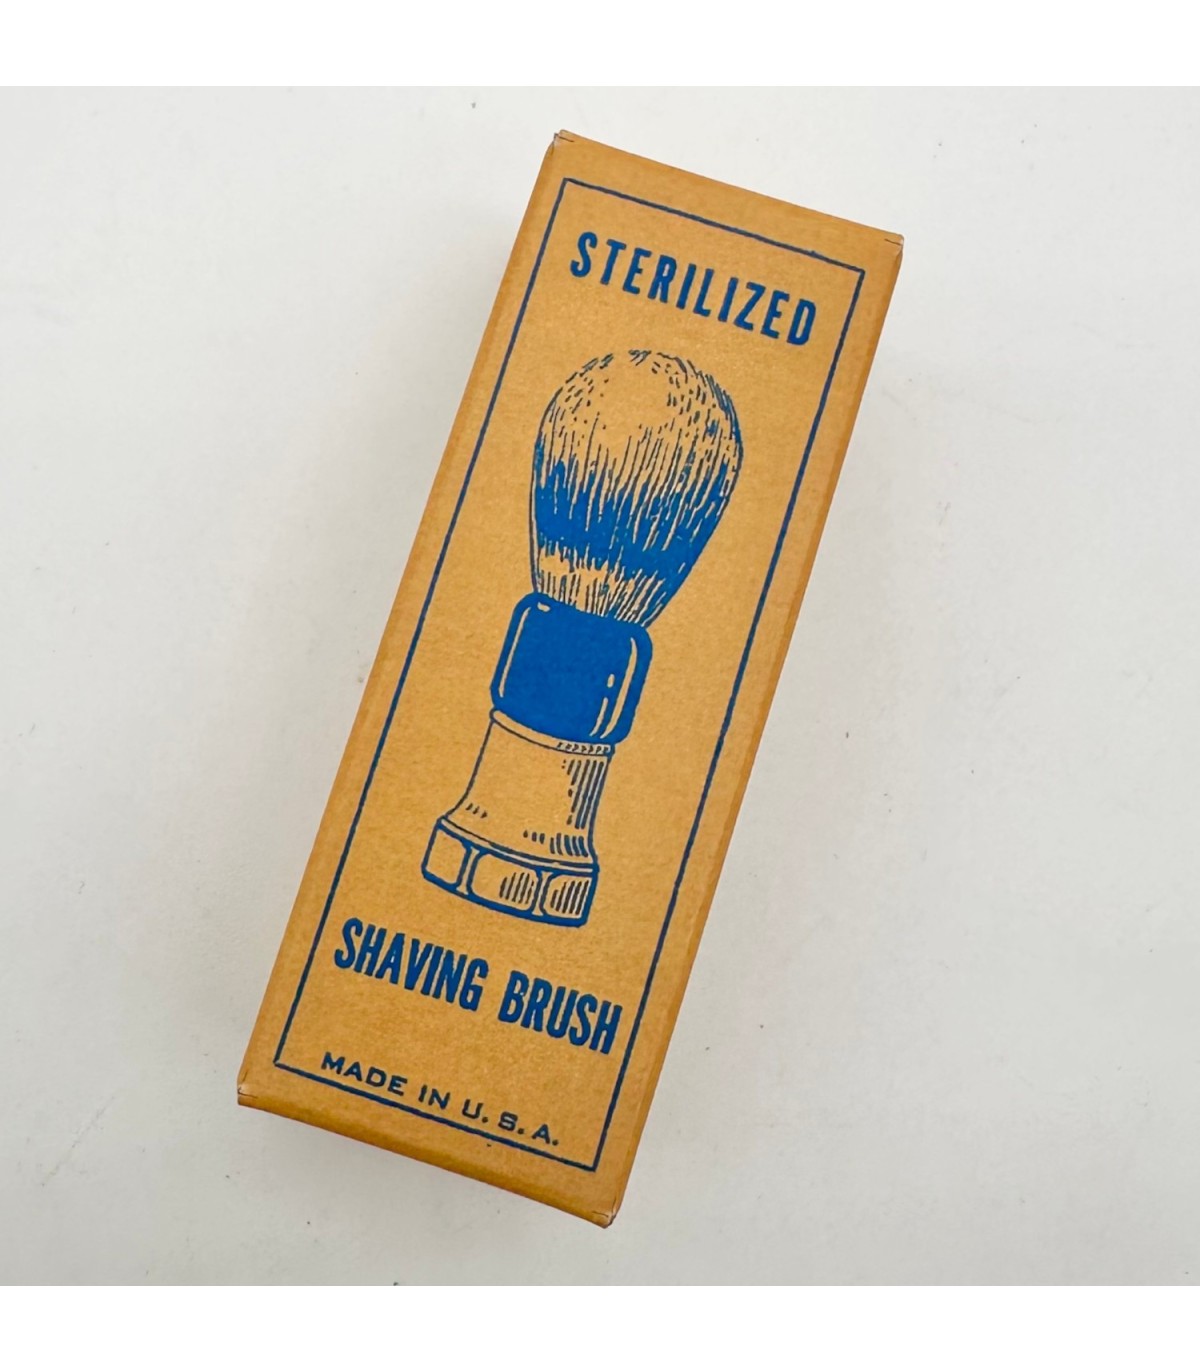 STERILIZED
SHAVING BRUSH
MADE IN U. S. A.